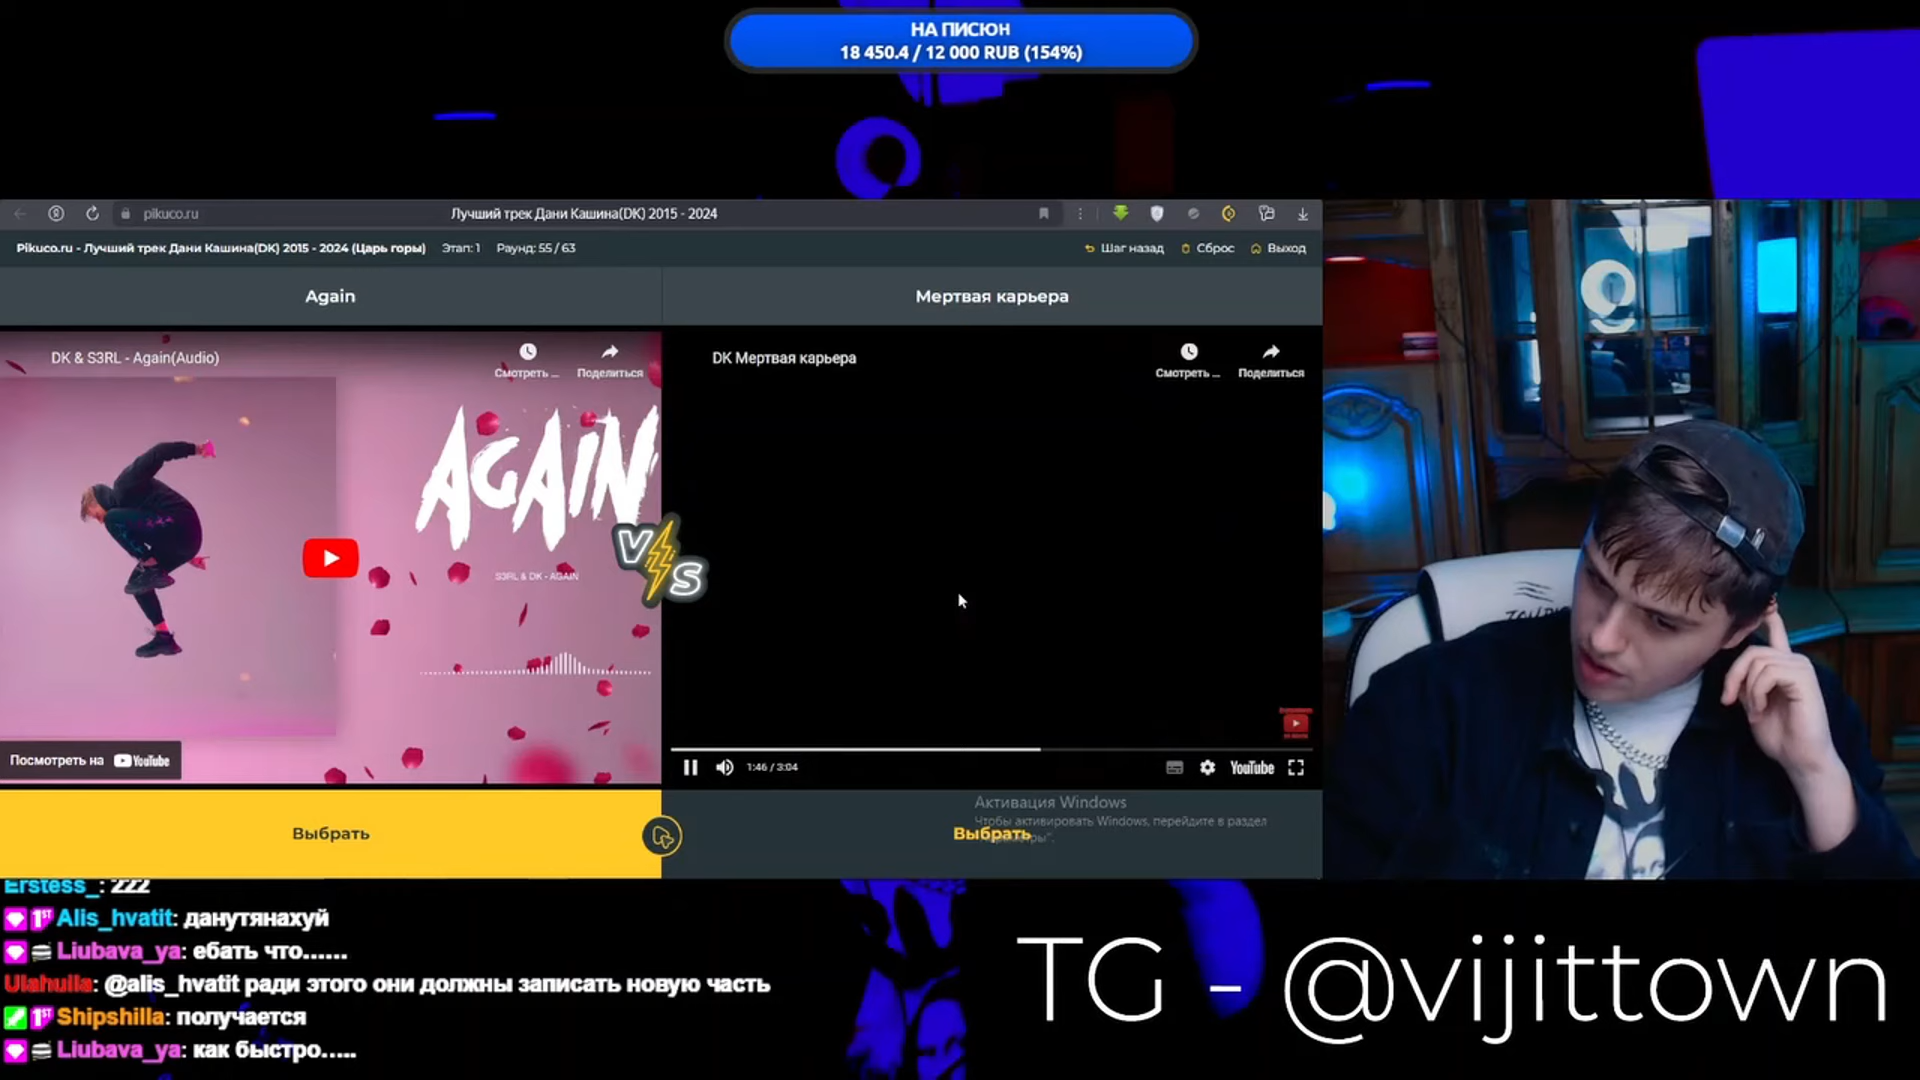 НА ПИСЮН
18 450.4 / 12 000 RUB (154%)
pikuco.ru
Лучший трек Дани Кашина(DK) 2015 - 2024
Pikuco.ru - Лучший трек Дани Кашина(DK) 2015 - 2024 (Царь горы) Этап: 1 Раунд: 55 / 63
Шаг назад Сброс Выход
Again
Мертвая карьера
DK & S3RL - Again(Audio)
Смотреть ...
Поделиться
DK Мертвая карьера
Смотреть ...
Поделиться
AGAIN
S3RL & DK - AGAIN
VS
Посмотреть на YouTube
1:46 / 3:04
YouTube
Выбрать
Выбрать
Активация Windows
Чтобы активировать Windows, перейдите в раздел
Erstess_: 222
1ST Alis_hvatit: данутянахуй
Liubava_ya: ебать что......
Ulahulla: @alis_hvatit ради этого они должны записать новую часть
1ST Shipshilla: получается
Liubava_ya: как быстро.....
TG - @vijittown